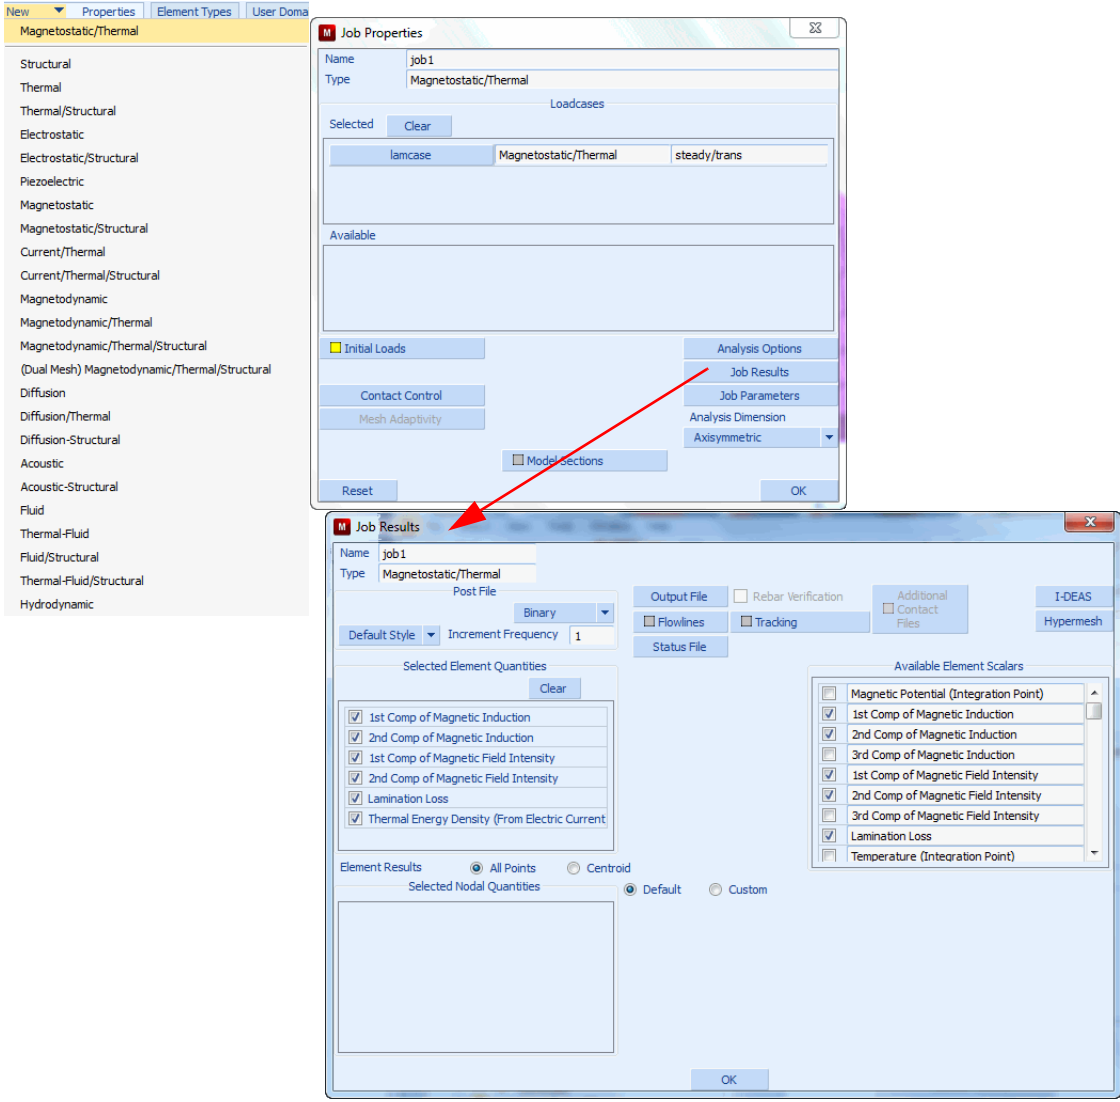 New Properties Element Types User Doma
Magnetostatic/Thermal
Structural
Thermal
Thermal/Structural
Electrostatic
Electrostatic/Structural
Piezoelectric
Magnetostatic
Magnetostatic/Structural
Current/Thermal
Current/Thermal/Structural
Magnetodynamic
Magnetodynamic/Thermal
Magnetodynamic/Thermal/Structural
(Dual Mesh) Magnetodynamic/Thermal/Structural
Diffusion
Diffusion/Thermal
Diffusion-Structural
Acoustic
Acoustic-Structural
Fluid
Thermal-Fluid
Fluid/Structural
Thermal-Fluid/Structural
Hydrodynamic
M Job Properties
Name job1
Type Magnetostatic/Thermal
Loadcases
Selected Clear
lamcase Magnetostatic/Thermal steady/trans
Available
Initial Loads Analysis Options
Job Results
Contact Control Job Parameters
Mesh Adaptivity Analysis Dimension
Axisymmetric
Model Sections
Reset OK
M Job Results
Name job1
Type Magnetostatic/Thermal
Post File
Binary
Default Style Increment Frequency 1
Output File Rebar Verification Additional Contact Files I-DEAS
Flowlines Tracking Hypermesh
Status File
Selected Element Quantities
Clear
1st Comp of Magnetic Induction
2nd Comp of Magnetic Induction
1st Comp of Magnetic Field Intensity
2nd Comp of Magnetic Field Intensity
Lamination Loss
Thermal Energy Density (From Electric Current
Available Element Scalars
Magnetic Potential (Integration Point)
1st Comp of Magnetic Induction
2nd Comp of Magnetic Induction
3rd Comp of Magnetic Induction
1st Comp of Magnetic Field Intensity
2nd Comp of Magnetic Field Intensity
3rd Comp of Magnetic Field Intensity
Lamination Loss
Temperature (Integration Point)
Element Results All Points Centroid
Selected Nodal Quantities Default Custom
OK